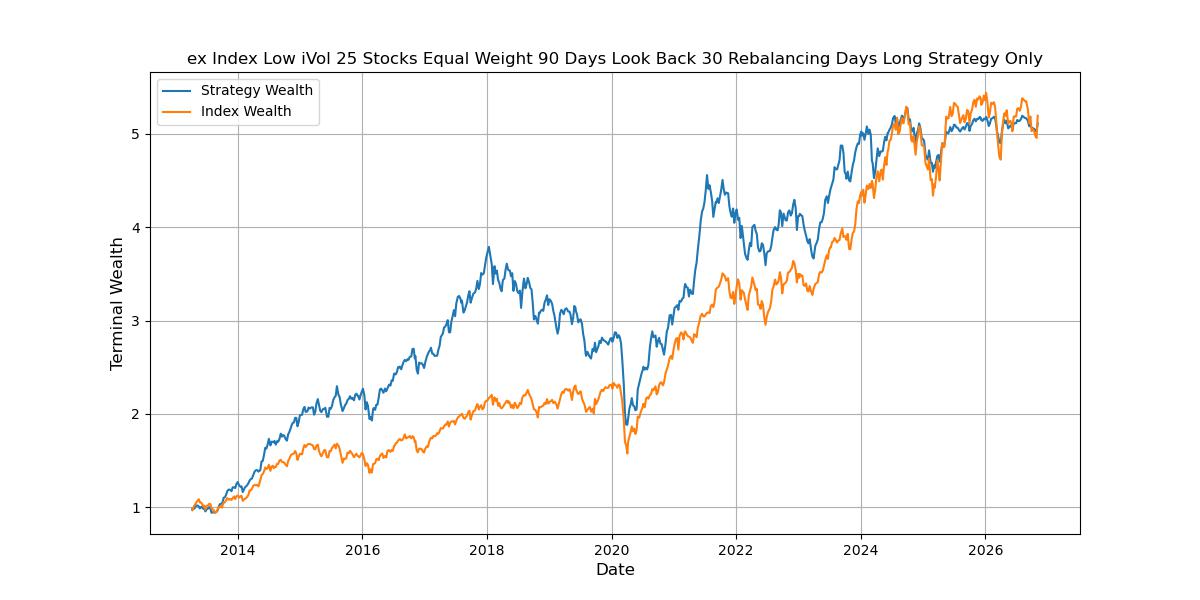 ex Index Low iVol 25 Stocks Equal Weight 90 Days Look Back 30 Rebalancing Days Long Strategy Only
Strategy Wealth
Index Wealth
Terminal Wealth
5
4
3
2
1
2014 2016 2018 2020 2022 2024 2026
Date